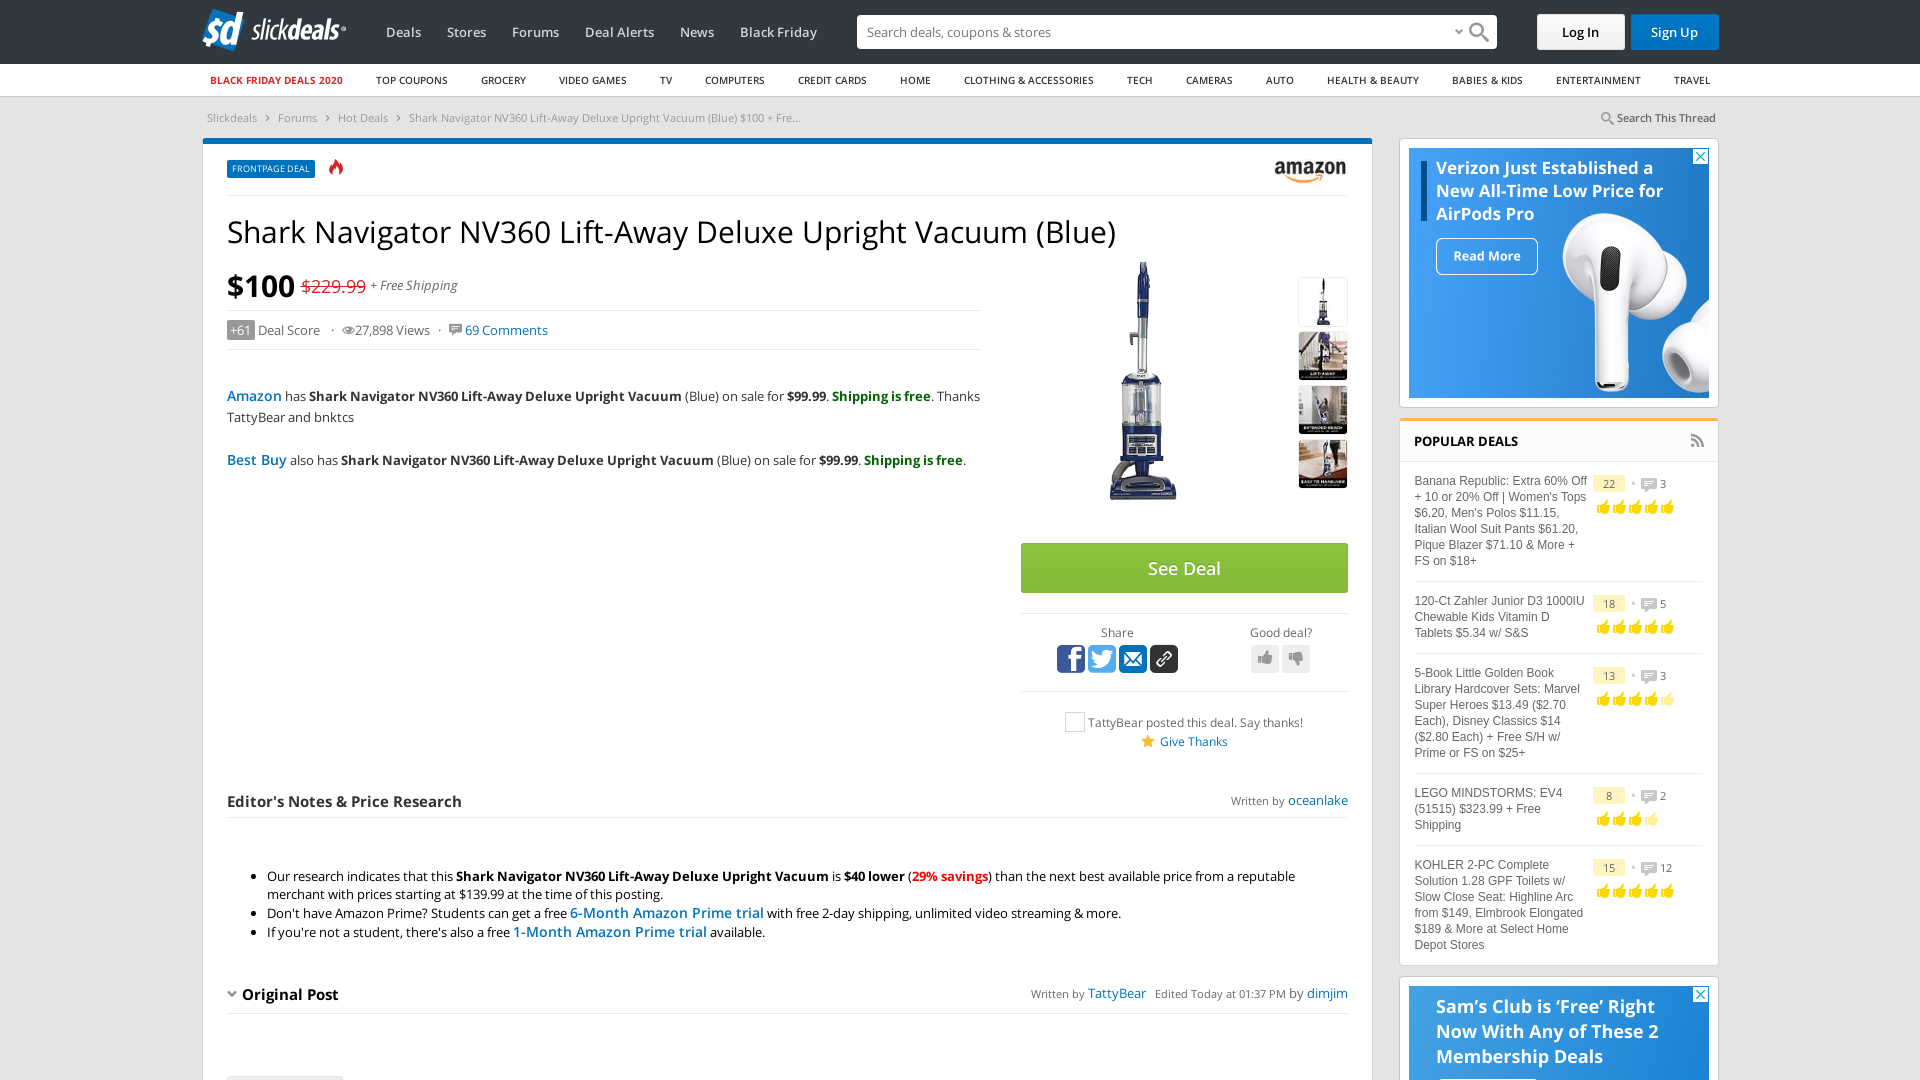 sd slickdeals
Deals
Stores
Forums
Deal Alerts
News
Black Friday
Search deals, coupons & stores
Log In
Sign Up
BLACK FRIDAY DEALS 2020
TOP COUPONS
GROCERY
VIDEO GAMES
TV
COMPUTERS
CREDIT CARDS
HOME
CLOTHING & ACCESSORIES
TECH
CAMERAS
AUTO
HEALTH & BEAUTY
BABIES & KIDS
ENTERTAINMENT
TRAVEL
Slickdeals › Forums › Hot Deals › Shark Navigator NV360 Lift-Away Deluxe Upright Vacuum (Blue) $100 + Fre...
Search This Thread
FRONTPAGE DEAL
amazon
Shark Navigator NV360 Lift-Away Deluxe Upright Vacuum (Blue)
$100 $229.99 + Free Shipping
+61 Deal Score · 27,898 Views · 69 Comments
Amazon has Shark Navigator NV360 Lift-Away Deluxe Upright Vacuum (Blue) on sale for $99.99. Shipping is free. Thanks
TattyBear and bnktcs
Best Buy also has Shark Navigator NV360 Lift-Away Deluxe Upright Vacuum (Blue) on sale for $99.99. Shipping is free.
LIFT-AWAY
EXTENDED REACH
EASY TO MANEUVER
See Deal
Share
Good deal?
TattyBear posted this deal. Say thanks!
Give Thanks
Editor's Notes & Price Research
Written by oceanlake
• Our research indicates that this Shark Navigator NV360 Lift-Away Deluxe Upright Vacuum is $40 lower (29% savings) than the next best available price from a reputable
merchant with prices starting at $139.99 at the time of this posting.
• Don't have Amazon Prime? Students can get a free 6-Month Amazon Prime trial with free 2-day shipping, unlimited video streaming & more.
• If you're not a student, there's also a free 1-Month Amazon Prime trial available.
Original Post
Written by TattyBear Edited Today at 01:37 PM by dimjim
Verizon Just Established a
New All-Time Low Price for
AirPods Pro
Read More
POPULAR DEALS
Banana Republic: Extra 60% Off
+ 10 or 20% Off | Women's Tops
$6.20, Men's Polos $11.15,
Italian Wool Suit Pants $61.20,
Pique Blazer $71.10 & More +
FS on $18+
22 • 3
120-Ct Zahler Junior D3 1000IU
Chewable Kids Vitamin D
Tablets $5.34 w/ S&S
18 • 5
5-Book Little Golden Book
Library Hardcover Sets: Marvel
Super Heroes $13.49 ($2.70
Each), Disney Classics $14
($2.80 Each) + Free S/H w/
Prime or FS on $25+
13 • 3
LEGO MINDSTORMS: EV4
(51515) $323.99 + Free
Shipping
8 • 2
KOHLER 2-PC Complete
Solution 1.28 GPF Toilets w/
Slow Close Seat: Highline Arc
from $149, Elmbrook Elongated
$189 & More at Select Home
Depot Stores
15 • 12
Sam's Club is 'Free' Right
Now With Any of These 2
Membership Deals